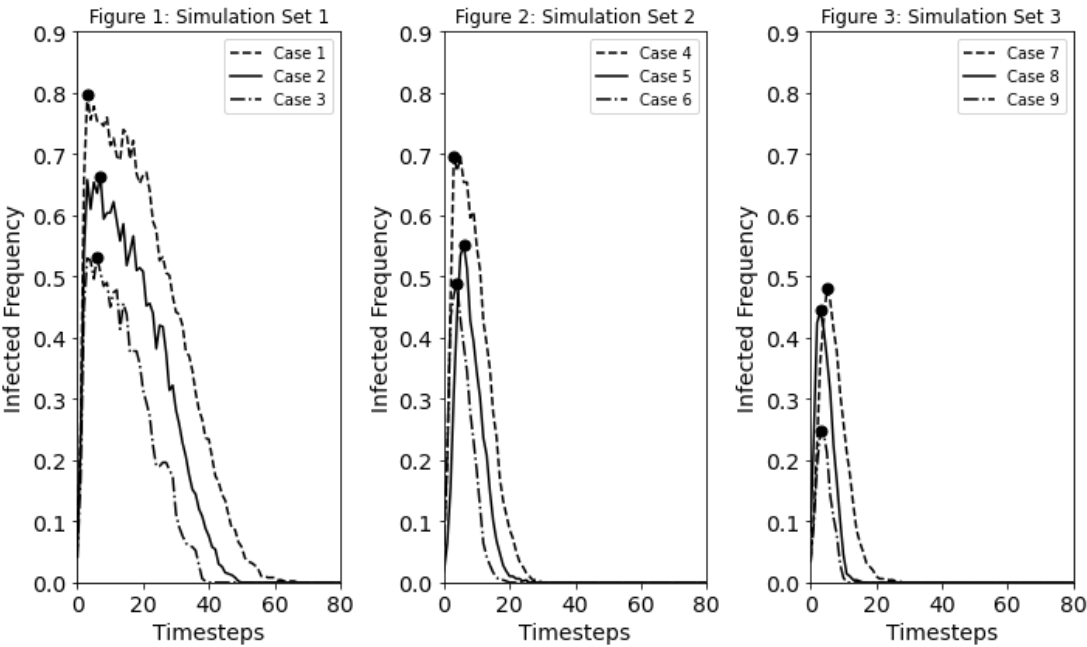 Figure 1: Simulation Set 1
Infected Frequency
0.9
0.8
0.7
0.6
0.5
0.4
0.3
0.2
0.1
0.0
Case 1
Case 2
Case 3
0 20 40 60 80
Timesteps
Figure 2: Simulation Set 2
Infected Frequency
0.9
0.8
0.7
0.6
0.5
0.4
0.3
0.2
0.1
0.0
Case 4
Case 5
Case 6
0 20 40 60 80
Timesteps
Figure 3: Simulation Set 3
Infected Frequency
0.9
0.8
0.7
0.6
0.5
0.4
0.3
0.2
0.1
0.0
Case 7
Case 8
Case 9
0 20 40 60 80
Timesteps